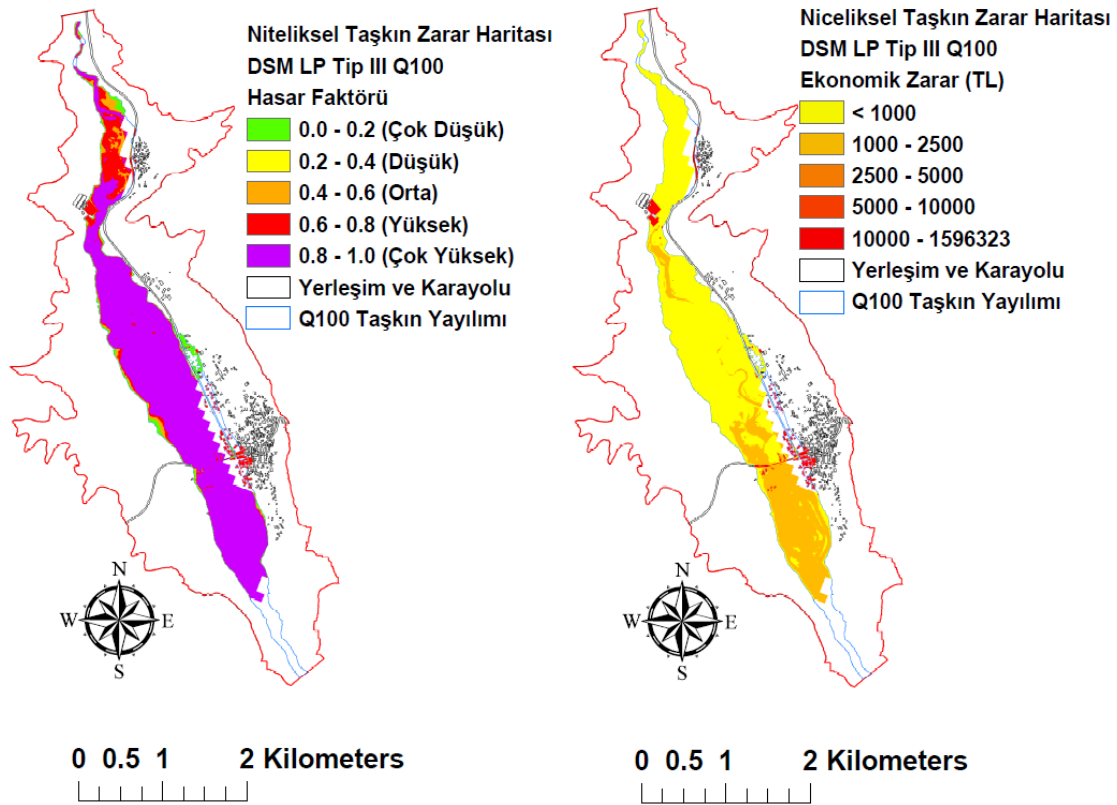 Niteliksel Taşkın Zarar Haritası
DSM LP Tip III Q100
Hasar Faktörü
0.0 - 0.2 (Çok Düşük)
0.2 - 0.4 (Düşük)
0.4 - 0.6 (Orta)
0.6 - 0.8 (Yüksek)
0.8 - 1.0 (Çok Yüksek)
Yerleşim ve Karayolu
Q100 Taşkın Yayılımı
N
W E
S
0 0.5 1 2 Kilometers
Niceliksel Taşkın Zarar Haritası
DSM LP Tip III Q100
Ekonomik Zarar (TL)
< 1000
1000 - 2500
2500 - 5000
5000 - 10000
10000 - 1596323
Yerleşim ve Karayolu
Q100 Taşkın Yayılımı
N
W E
S
0 0.5 1 2 Kilometers